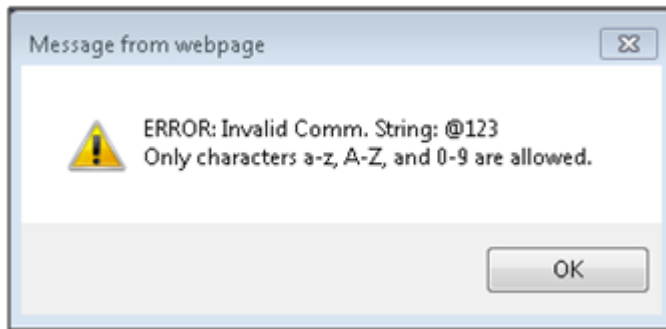 Message from webpage
ERROR: Invalid Comm. String: @123
Only characters a-z, A-Z, and 0-9 are allowed.
OK